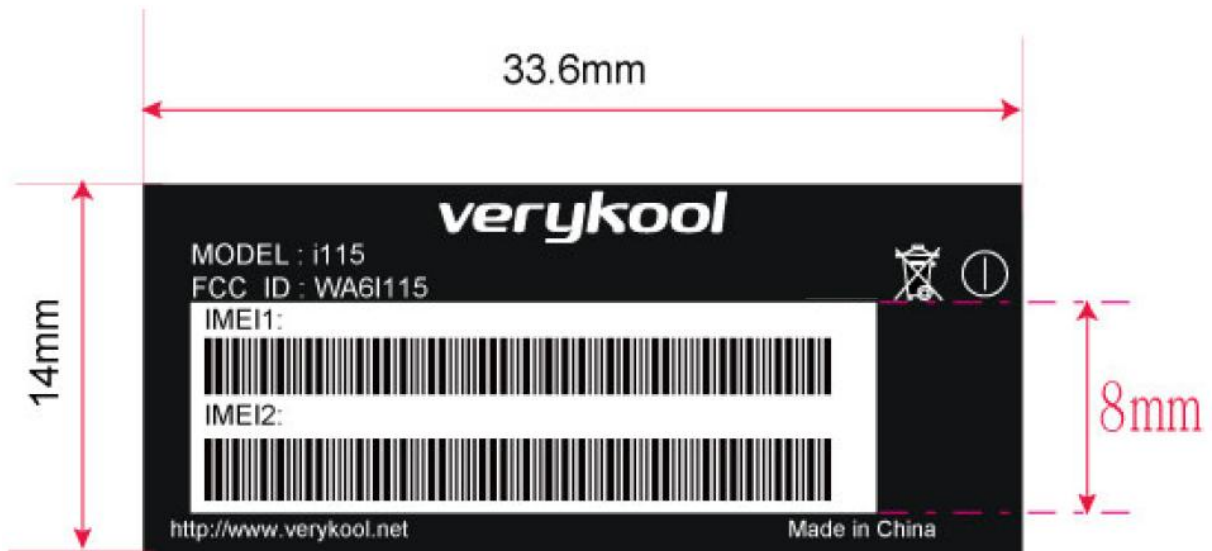 33.6mm
verykool
MODEL : i115
FCC ID : WA6I115
14mm
IMEI1:
8mm
IMEI2:
http://www.verykool.net Made in China